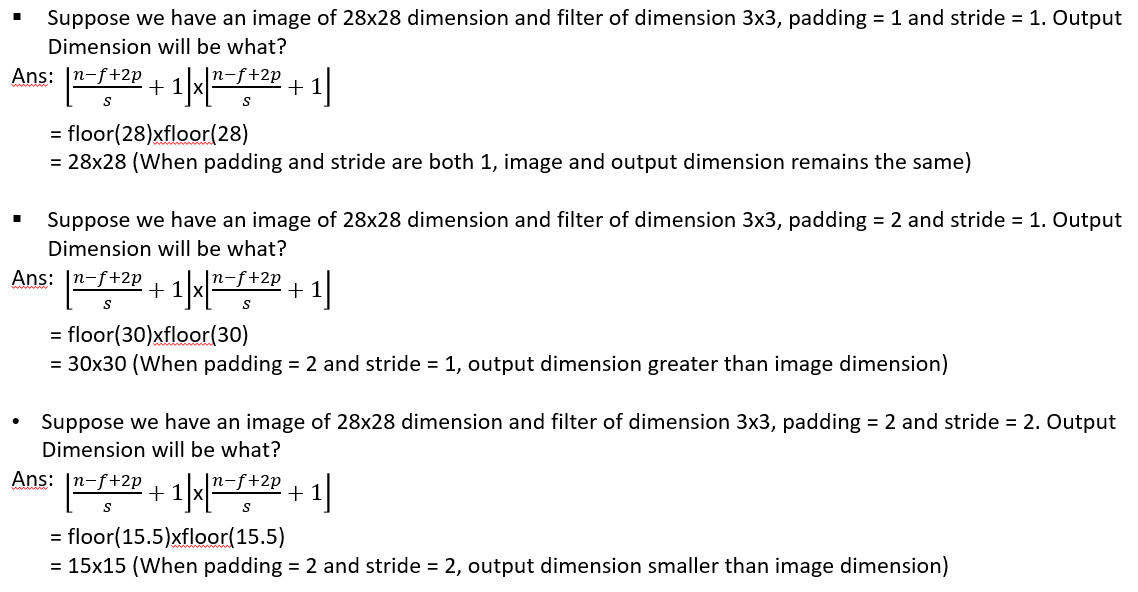 ▪ Suppose we have an image of 28x28 dimension and filter of dimension 3x3, padding = 1 and stride = 1. Output
Dimension will be what?
Ans: ⌊(n−f+2p)/s + 1⌋x⌊(n−f+2p)/s + 1⌋
= floor(28)xfloor(28)
= 28x28 (When padding and stride are both 1, image and output dimension remains the same)
▪ Suppose we have an image of 28x28 dimension and filter of dimension 3x3, padding = 2 and stride = 1. Output
Dimension will be what?
Ans: ⌊(n−f+2p)/s + 1⌋x⌊(n−f+2p)/s + 1⌋
= floor(30)xfloor(30)
= 30x30 (When padding = 2 and stride = 1, output dimension greater than image dimension)
• Suppose we have an image of 28x28 dimension and filter of dimension 3x3, padding = 2 and stride = 2. Output
Dimension will be what?
Ans: ⌊(n−f+2p)/s + 1⌋x⌊(n−f+2p)/s + 1⌋
= floor(15.5)xfloor(15.5)
= 15x15 (When padding = 2 and stride = 2, output dimension smaller than image dimension)